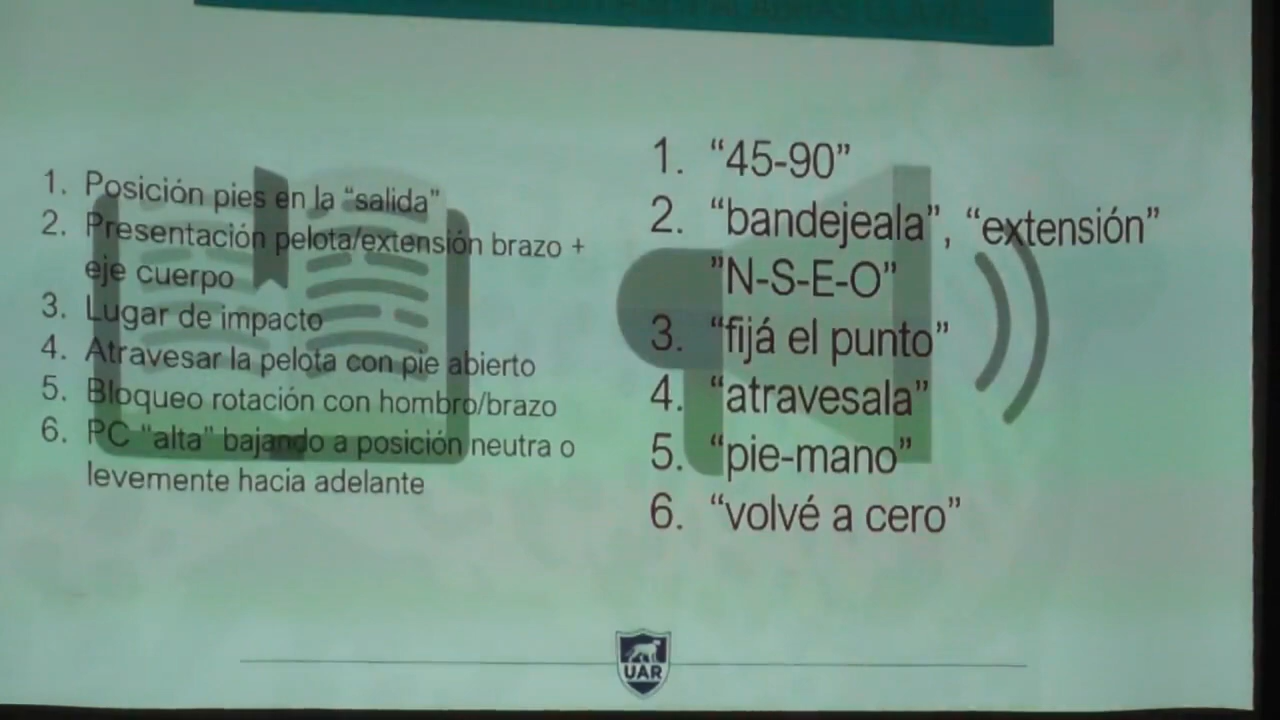 1. Posición pies en la “salida”
2. Presentación pelota/extensión brazo +
eje cuerpo
3. Lugar de impacto
4. Atravesar la pelota con pie abierto
5. Bloqueo rotación con hombro/brazo
6. PC “alta” bajando a posición neutra o
levemente hacia adelante
1. “45-90”
2. “bandejeala”, “extensión”
”N-S-E-O”
3. “fijá el punto”
4. “atravesala”
5. “pie-mano”
6. “volvé a cero”
UAR